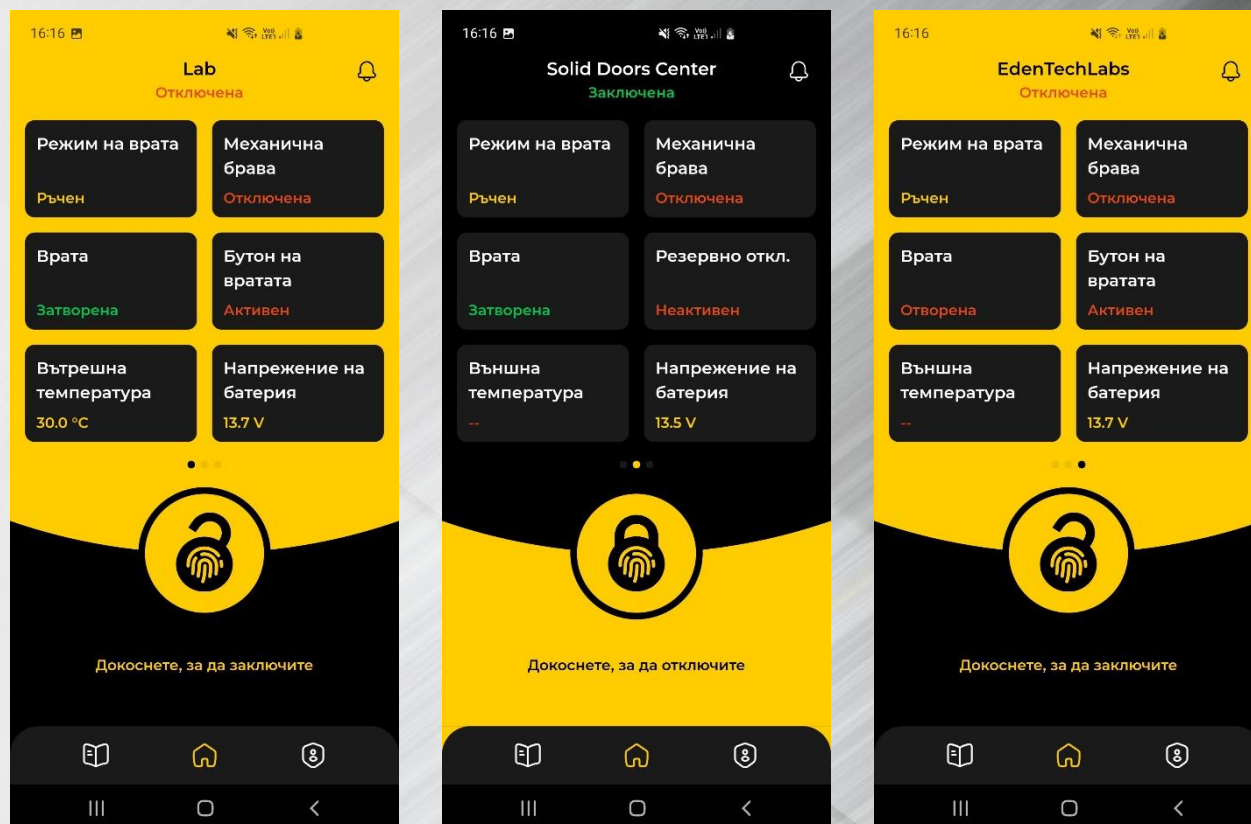 16:16
Lab
Отключена
Режим на врата
Ръчен
Механична
брава
Отключена
Врата
Затворена
Бутон на
вратата
Активен
Вътрешна
температура
30.0 °C
Напрежение на
батерия
13.7 V
Докоснете, за да заключите
16:16
Solid Doors Center
Заключена
Режим на врата
Ръчен
Механична
брава
Отключена
Врата
Затворена
Резервно откл.
Неактивен
Външна
температура
--
Напрежение на
батерия
13.5 V
Докоснете, за да отключите
16:16
EdenTechLabs
Отключена
Режим на врата
Ръчен
Механична
брава
Отключена
Врата
Отворена
Бутон на
вратата
Активен
Външна
температура
--
Напрежение на
батерия
13.7 V
Докоснете, за да заключите